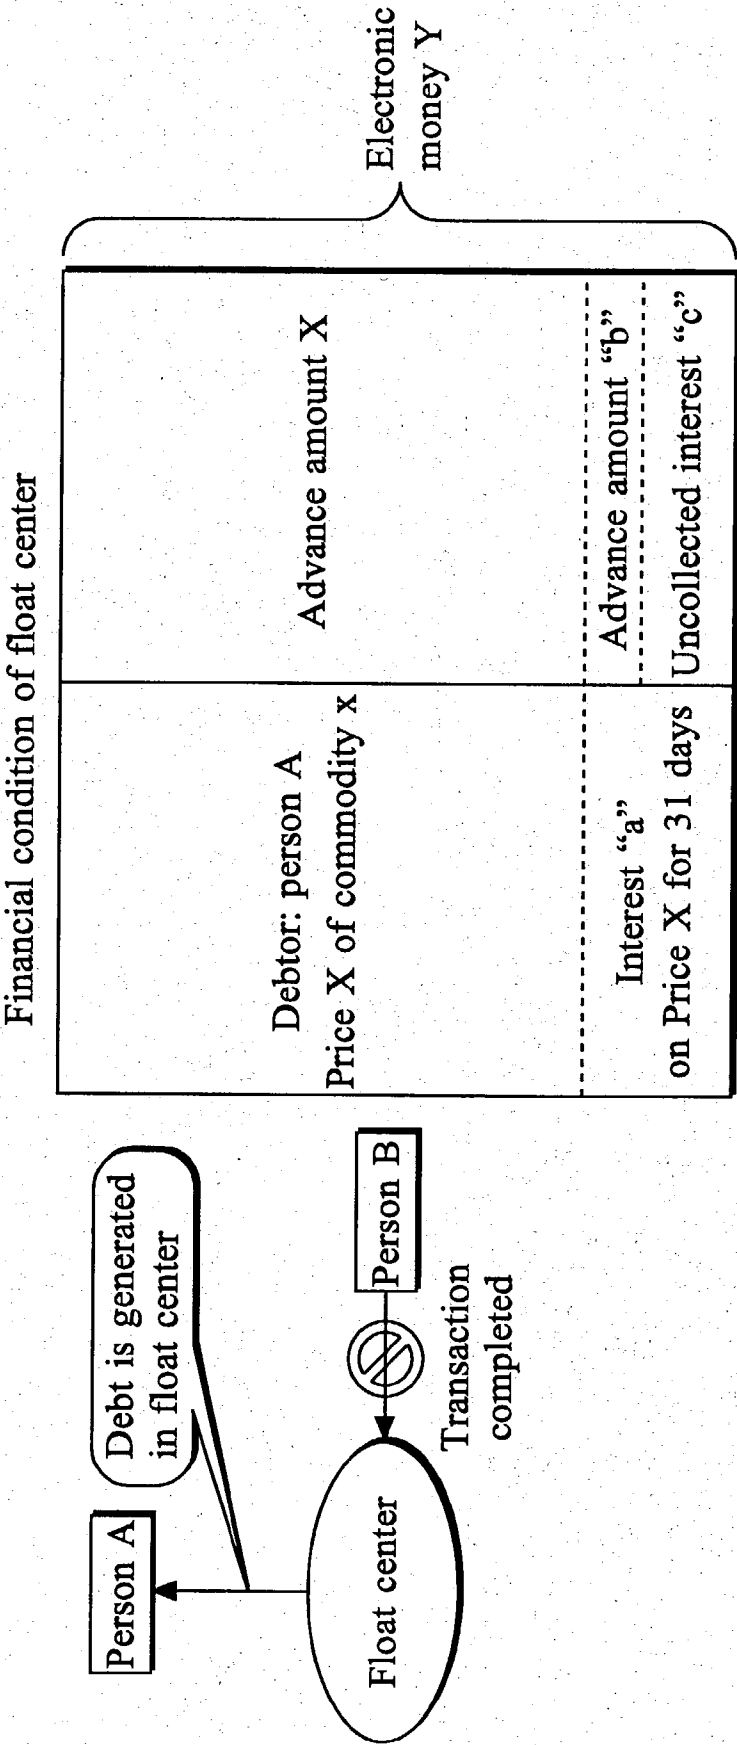 Financial condition of float center
Person A
Debt is generated
in float center
Float center
Person B
Transaction
completed
Debtor: person A
Price X of commodity x
Interest “a”
on Price X for 31 days
Advance amount X
Advance amount “b”
Uncollected interest “c”
Electronic
money Y